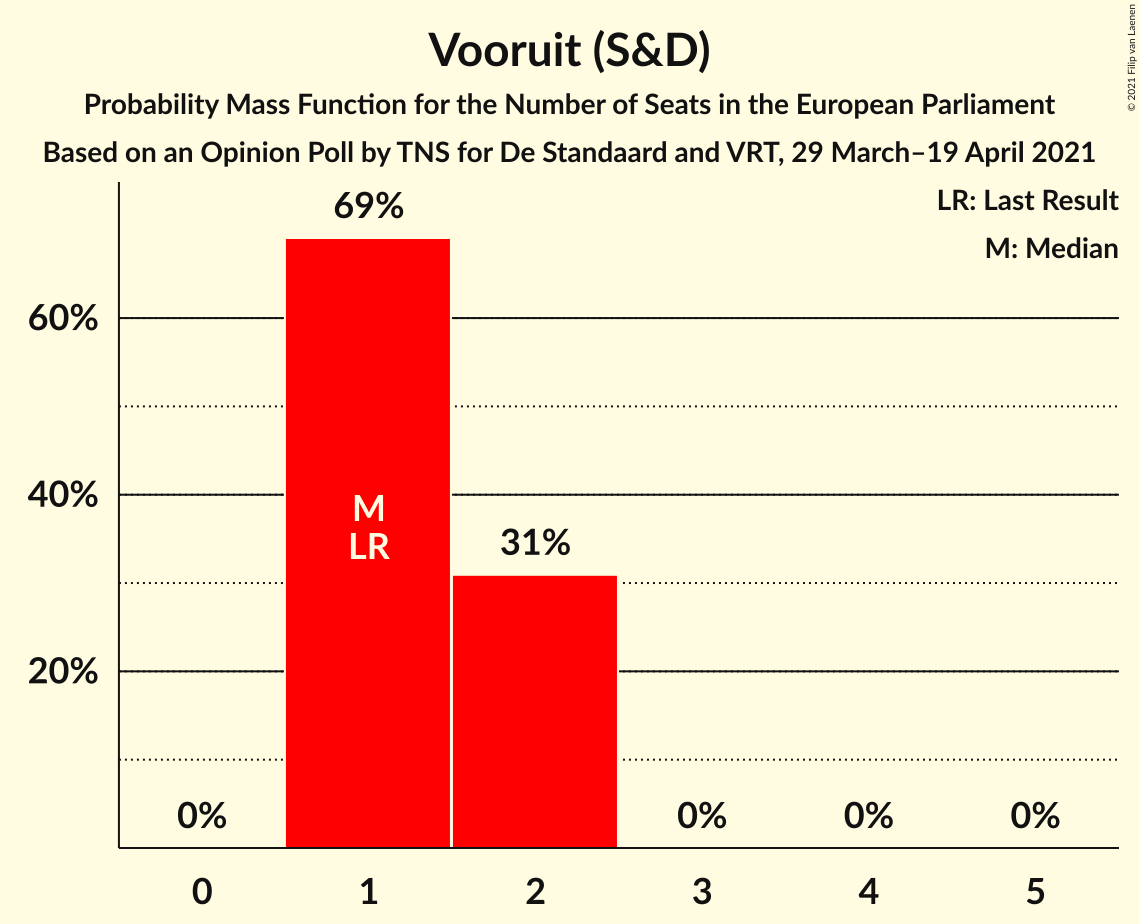 Vooruit (S&D)
Probability Mass Function for the Number of Seats in the European Parliament
Based on an Opinion Poll by TNS for De Standaard and VRT, 29 March–19 April 2021
© 2021 Filip van Laenen
LR: Last Result
M: Median
69%
60%
40%
M
LR
31%
20%
0%
0%
0%
0%
0
1
2
3
4
5